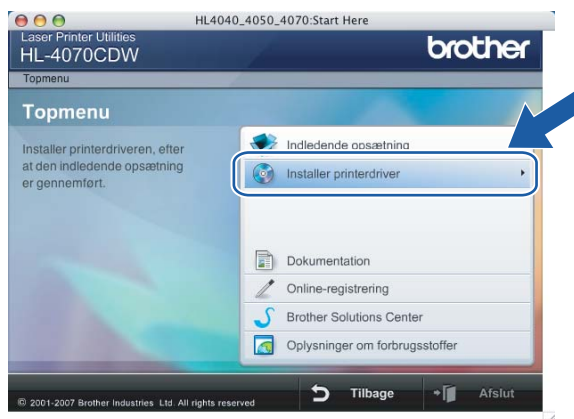 HL4040_4050_4070:Start Here
Laser Printer Utilities
HL-4070CDW
brother
Topmenu
Topmenu
Installer printerdriveren, efter
at den indledende opsætning
er gennemført.
Indledende opsætning
Installer printerdriver
Dokumentation
Online-registrering
Brother Solutions Center
Oplysninger om forbrugsstoffer
© 2001-2007 Brother Industries Ltd. All rights reserved
Tilbage
Afslut